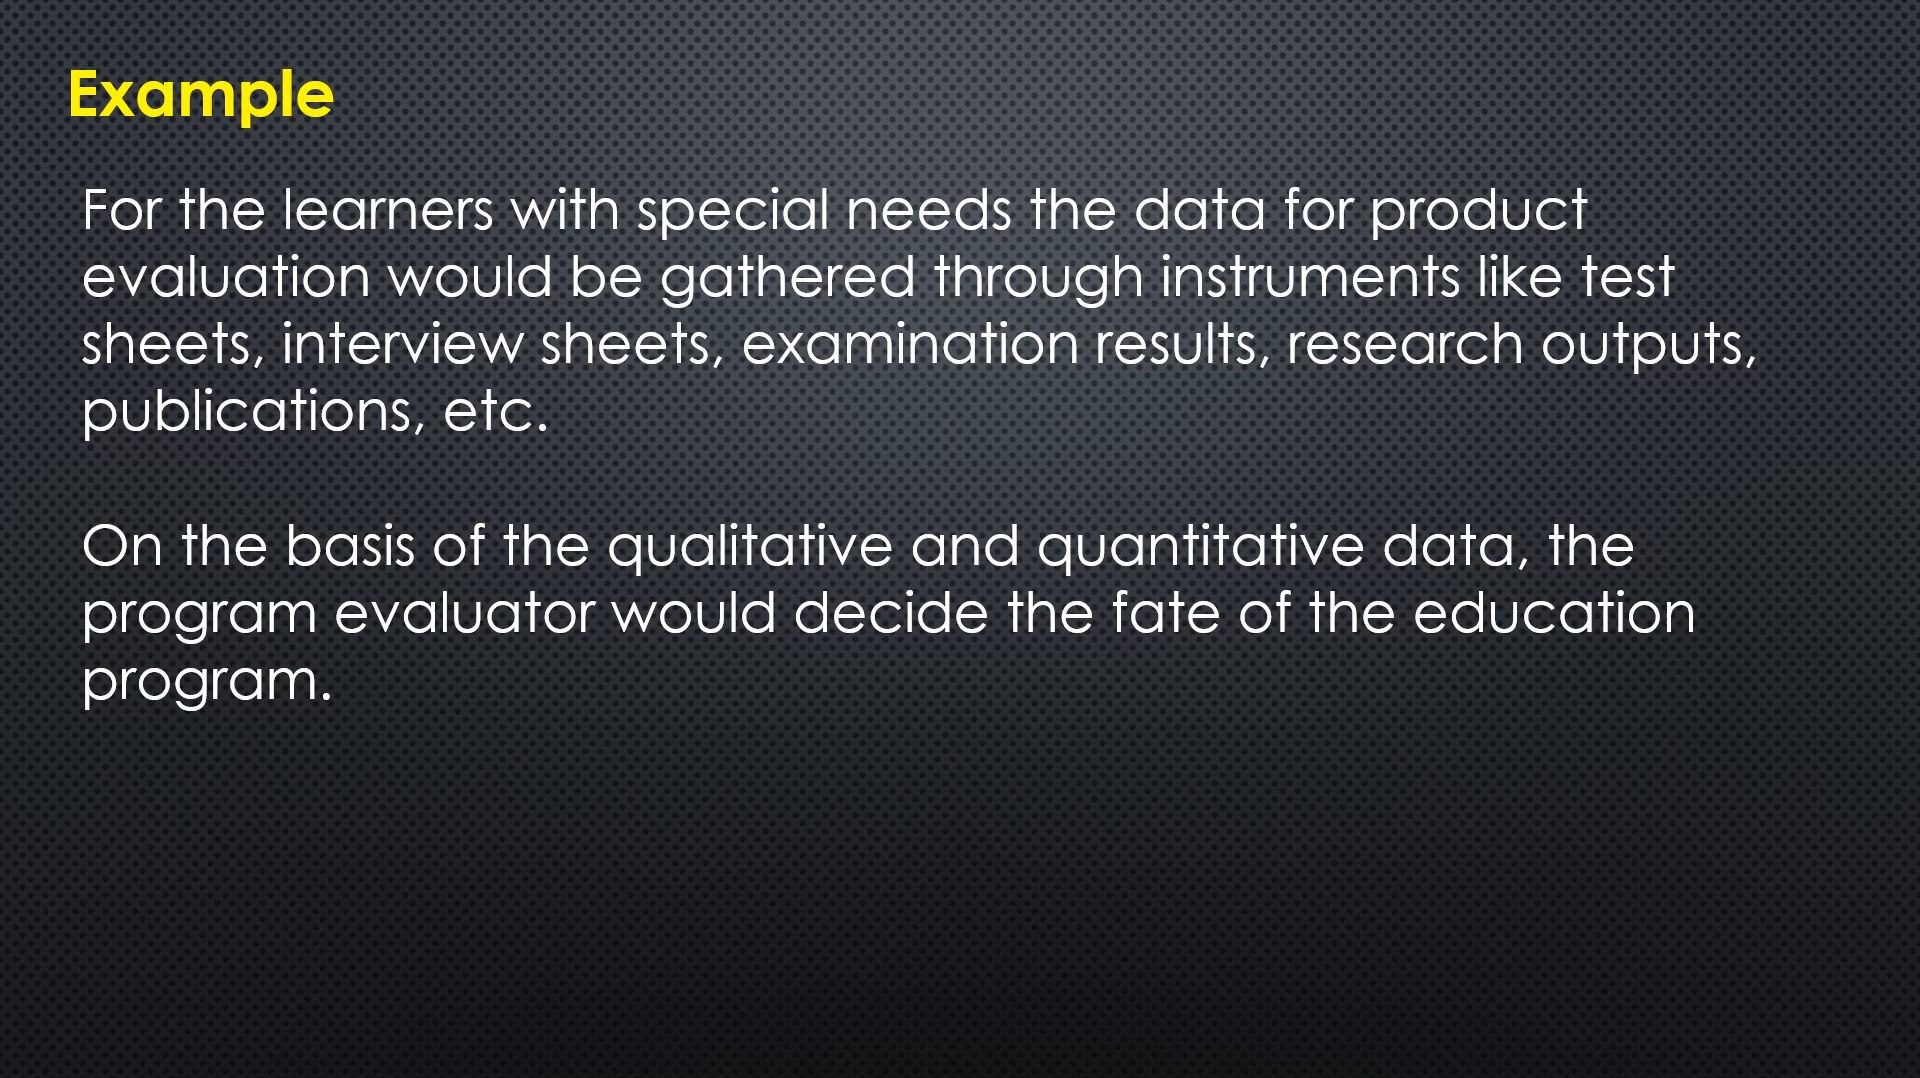 Example
For the learners with special needs the data for product
evaluation would be gathered through instruments like test
sheets, interview sheets, examination results, research outputs,
publications, etc.
On the basis of the qualitative and quantitative data, the
program evaluator would decide the fate of the education
program.